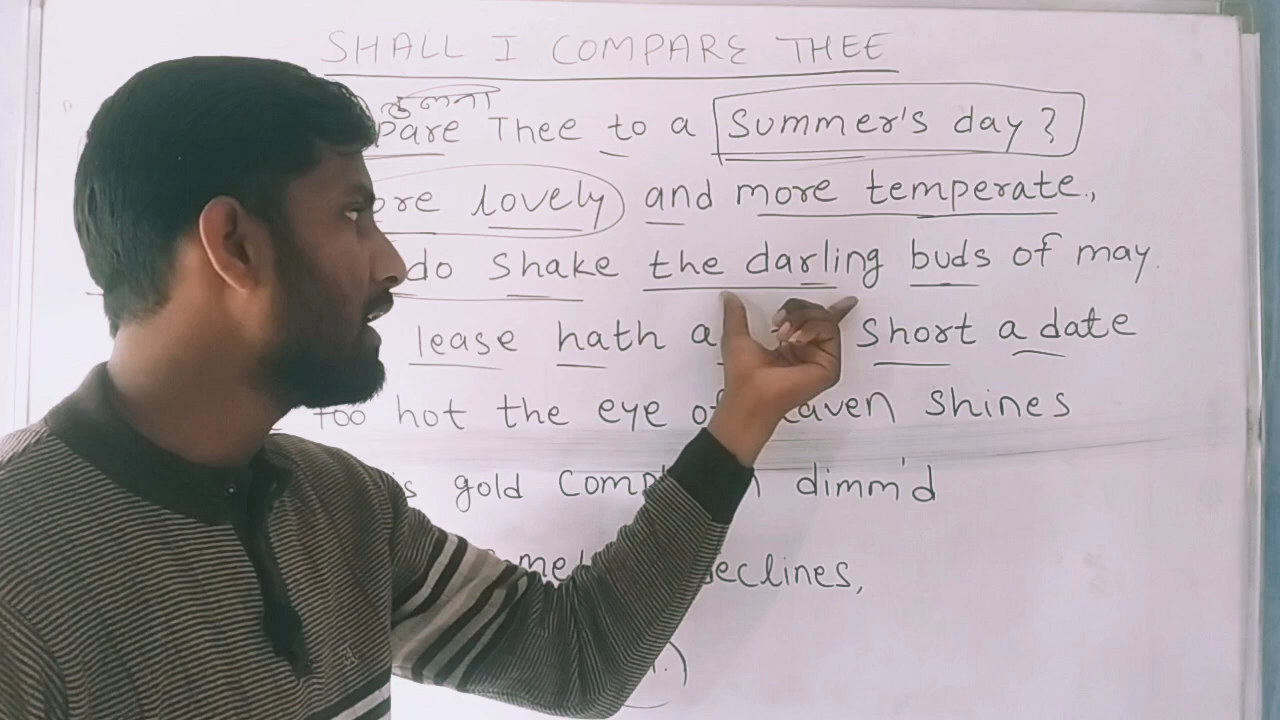 SHALL I COMPARE THEE
तुलना
pare Thee to a Summer's day ?
ore lovely and more temperate.,
do shake the darling buds of may.
lease hath a short a date
Too hot the eye of eaven shines
s gold Comp n dimm'd
eclines,